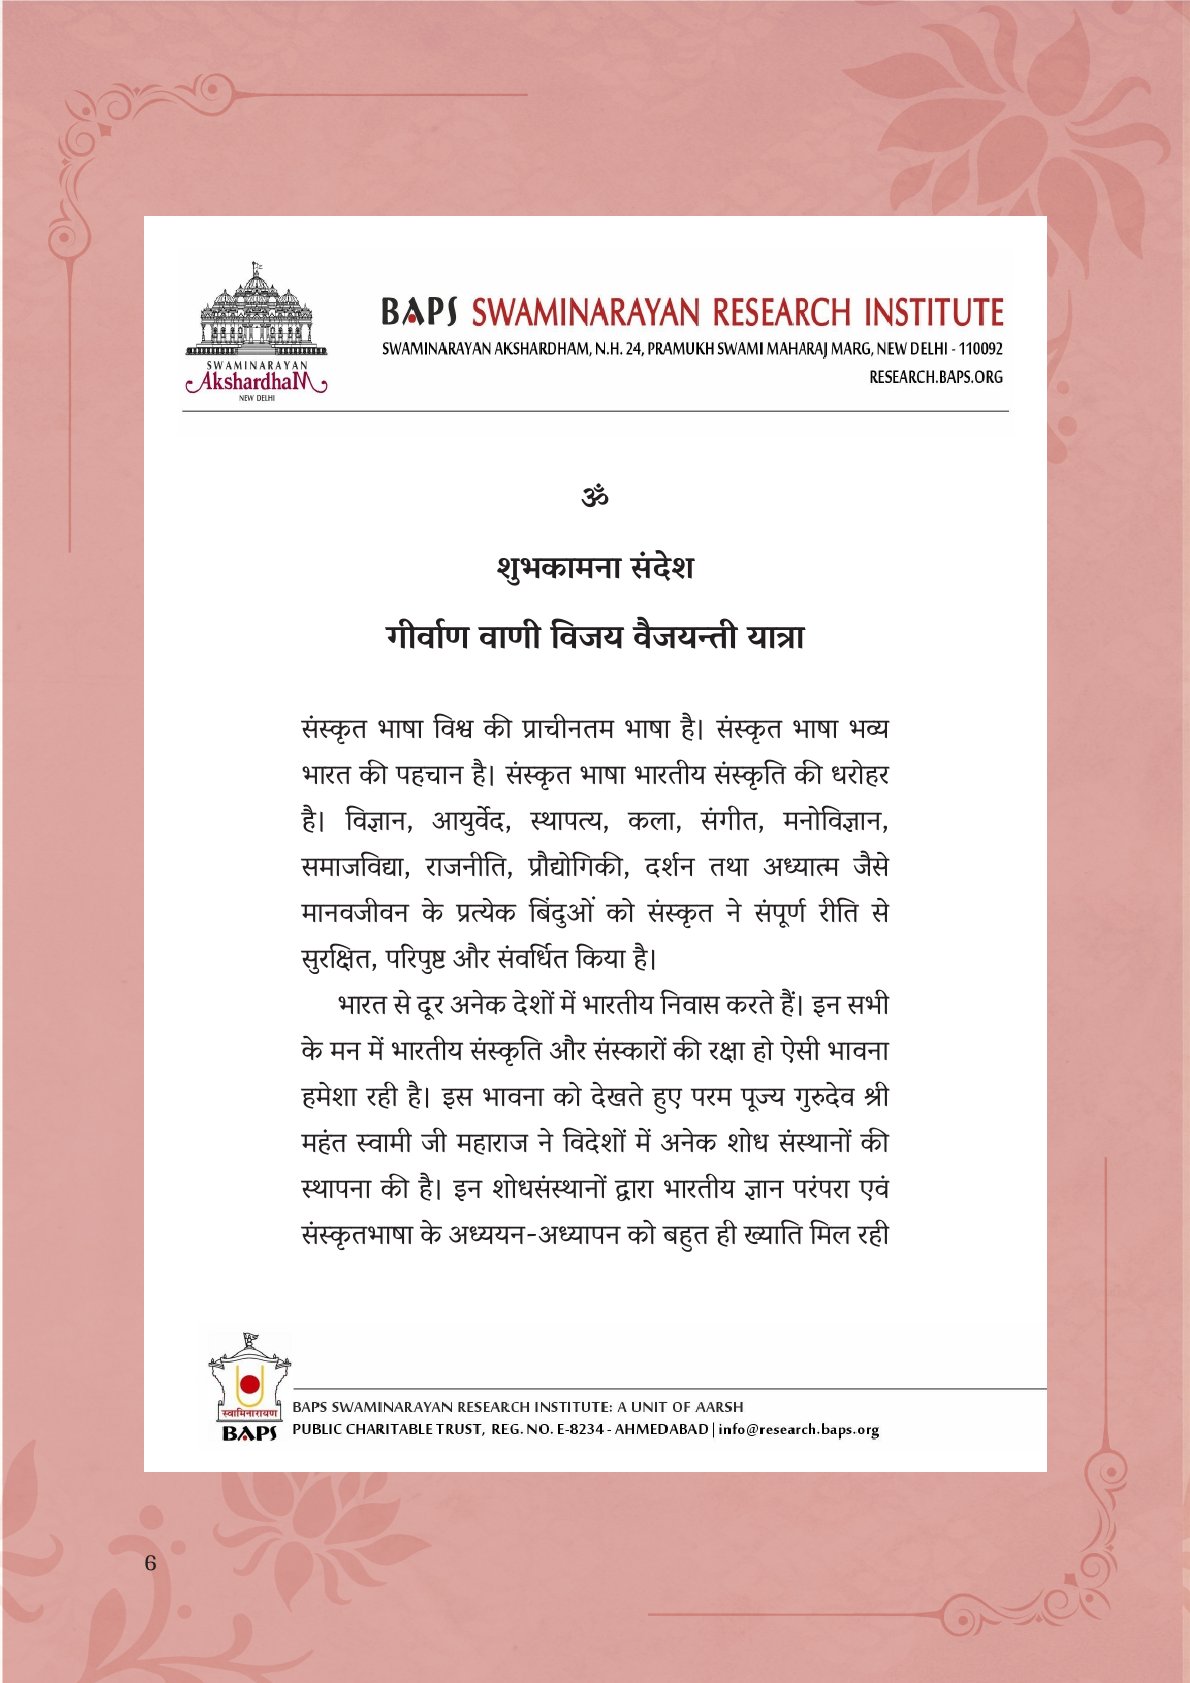 SWAMINARAYAN
AkshardhaM
NEW DELHI
BAPS SWAMINARAYAN RESEARCH INSTITUTE
SWAMINARAYAN AKSHARDHAM, N.H. 24, PRAMUKH SWAMI MAHARAJ MARG, NEW DELHI - 110092
RESEARCH.BAPS.ORG
ॐ
शुभकामना संदेश
गीर्वाण वाणी विजय वैजयन्ती यात्रा
संस्कृत भाषा विश्व की प्राचीनतम भाषा है। संस्कृत भाषा भव्य
भारत की पहचान है। संस्कृत भाषा भारतीय संस्कृति की धरोहर
है। विज्ञान, आयुर्वेद, स्थापत्य, कला, संगीत, मनोविज्ञान,
समाजविद्या, राजनीति, प्रौद्योगिकी, दर्शन तथा अध्यात्म जैसे
मानवजीवन के प्रत्येक बिंदुओं को संस्कृत ने संपूर्ण रीति से
सुरक्षित, परिपुष्ट और संवर्धित किया है।
भारत से दूर अनेक देशों में भारतीय निवास करते हैं। इन सभी
के मन में भारतीय संस्कृति और संस्कारों की रक्षा हो ऐसी भावना
हमेशा रही है। इस भावना को देखते हुए परम पूज्य गुरुदेव श्री
महंत स्वामी जी महाराज ने विदेशों में अनेक शोध संस्थानों की
स्थापना की है। इन शोधसंस्थानों द्वारा भारतीय ज्ञान परंपरा एवं
संस्कृतभाषा के अध्ययन-अध्यापन को बहुत ही ख्याति मिल रही
स्वामिनारायण
BAPS
BAPS SWAMINARAYAN RESEARCH INSTITUTE: A UNIT OF AARSH
PUBLIC CHARITABLE TRUST, REG. NO. E-8234 - AHMEDABAD | info@research.baps.org
6